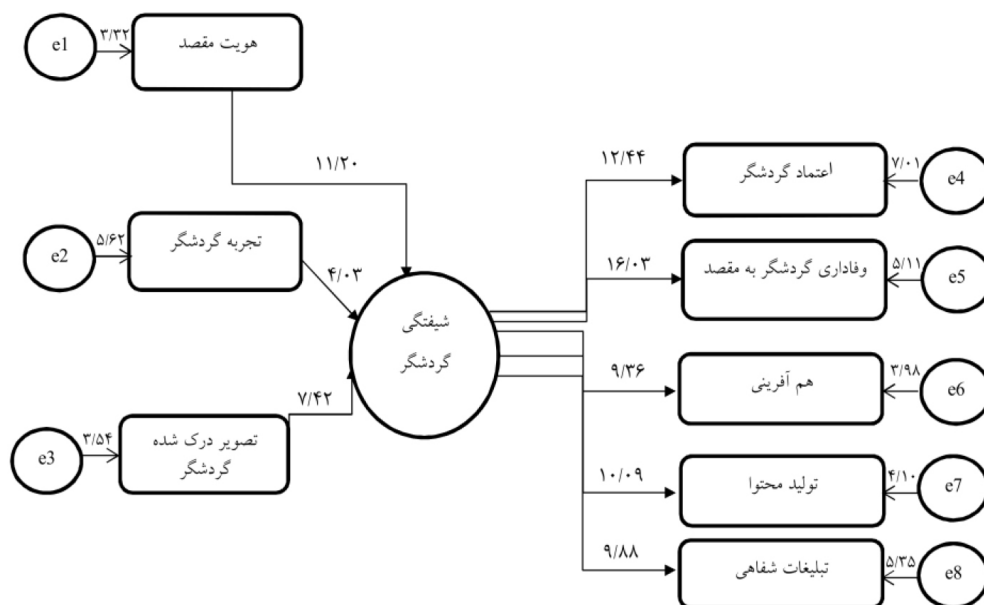 e1
۳/۳۲
هویت مقصد
۱۱/۲۰
e2
۵/۶۲
تجربه گردشگر
۴/۰۳
e3
۳/۵۴
تصویر درک شده
گردشگر
۷/۴۲
شیفتگی
گردشگر
۱۲/۴۴
اعتماد گردشگر
۷/۰۱
e4
۱۶/۰۳
وفاداری گردشگر به مقصد
۵/۱۱
e5
۹/۳۶
هم آفرینی
۳/۹۸
e6
۱۰/۰۹
تولید محتوا
۴/۱۰
e7
۹/۸۸
تبلیغات شفاهی
۵/۳۵
e8